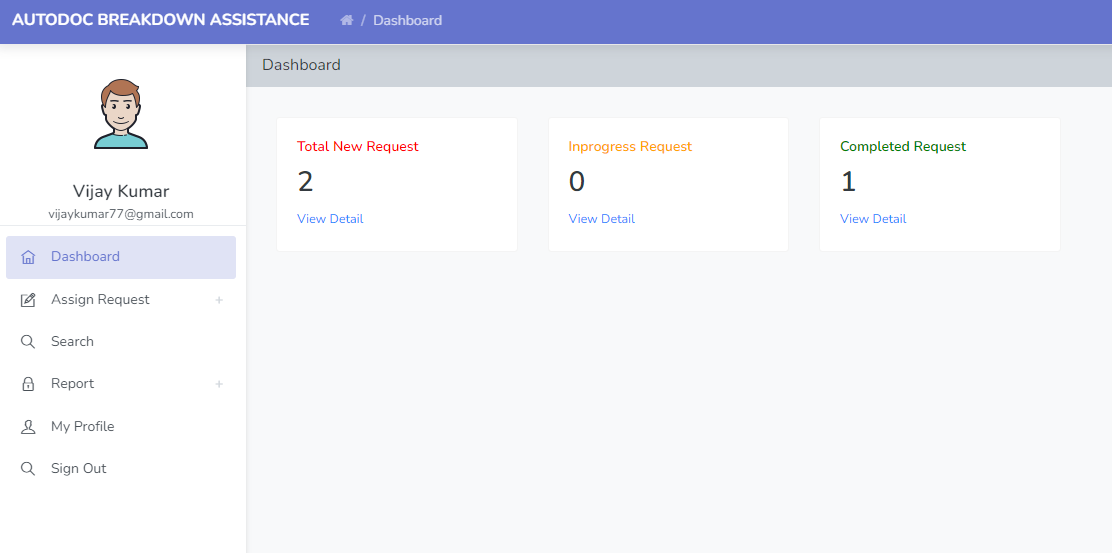 AUTODOC BREAKDOWN ASSISTANCE / Dashboard
Dashboard
Vijay Kumar
vijaykumar77@gmail.com
Dashboard
Assign Request +
Search
Report +
My Profile
Sign Out
Total New Request
2
View Detail
Inprogress Request
0
View Detail
Completed Request
1
View Detail